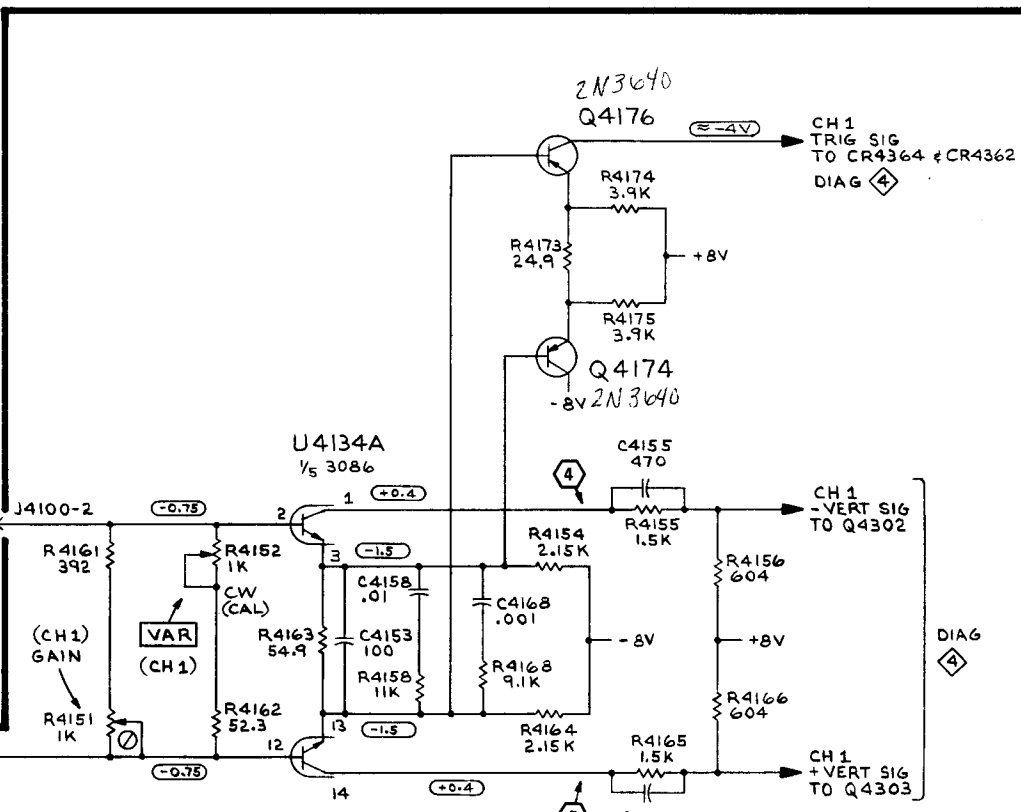 2N3640
Q4176
≈-4V
CH 1
TRIG SIG
TO CR4364 & CR4362
DIAG 4
R4174
3.9K
R4173
24.9
+8V
R4175
3.9K
Q4174
-8V
2N3640
U4134A
1/5 3086
C4155
470
4
J4100-2
-0.75
2
1
+0.4
CH 1
-VERT SIG
TO Q4302
R4155
1.5K
R4161
392
R4152
1K
CW
(CAL)
3
-1.5
R4154
2.15K
R4156
604
C4158
.01
C4168
.001
VAR
(CH 1)
(CH 1)
GAIN
R4163
54.9
C4153
100
-8V
+8V
DIAG
4
R4158
11K
R4168
9.1K
R4151
1K
R4162
52.3
13
-1.5
R4164
2.15K
R4166
604
12
-0.75
R4165
1.5K
14
+0.4
CH 1
+VERT SIG
TO Q4303